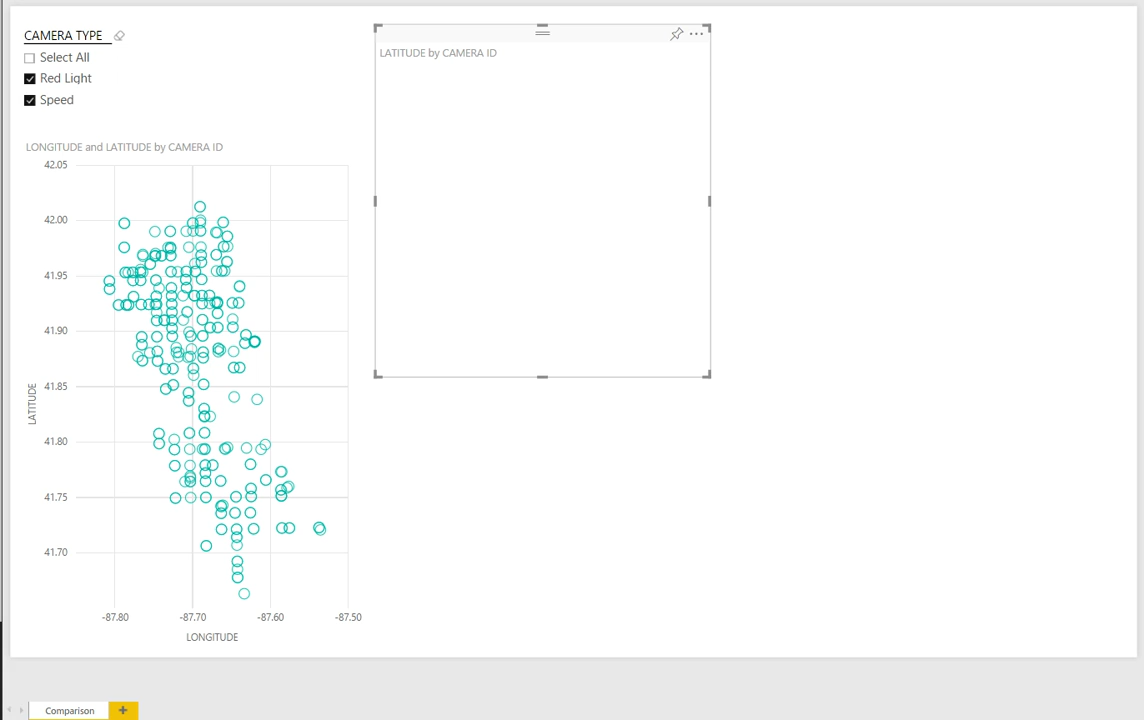 CAMERA TYPE
Select All
Red Light
Speed
LONGITUDE and LATITUDE by CAMERA ID
42.05
42.00
41.95
41.90
41.85
41.80
41.75
41.70
LATITUDE
-87.80
-87.70
-87.60
-87.50
LONGITUDE
LATITUDE by CAMERA ID
Comparison